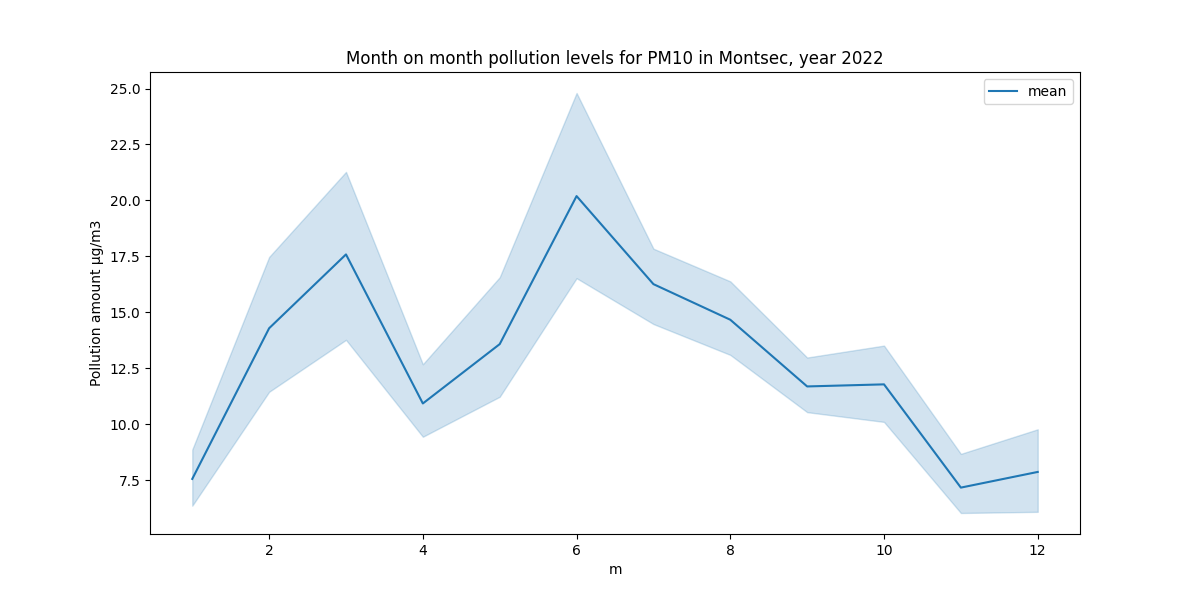 Month on month pollution levels for PM10 in Montsec, year 2022
mean
Pollution amount µg/m3
25.0
22.5
20.0
17.5
15.0
12.5
10.0
7.5
2 4 6 8 10 12
m